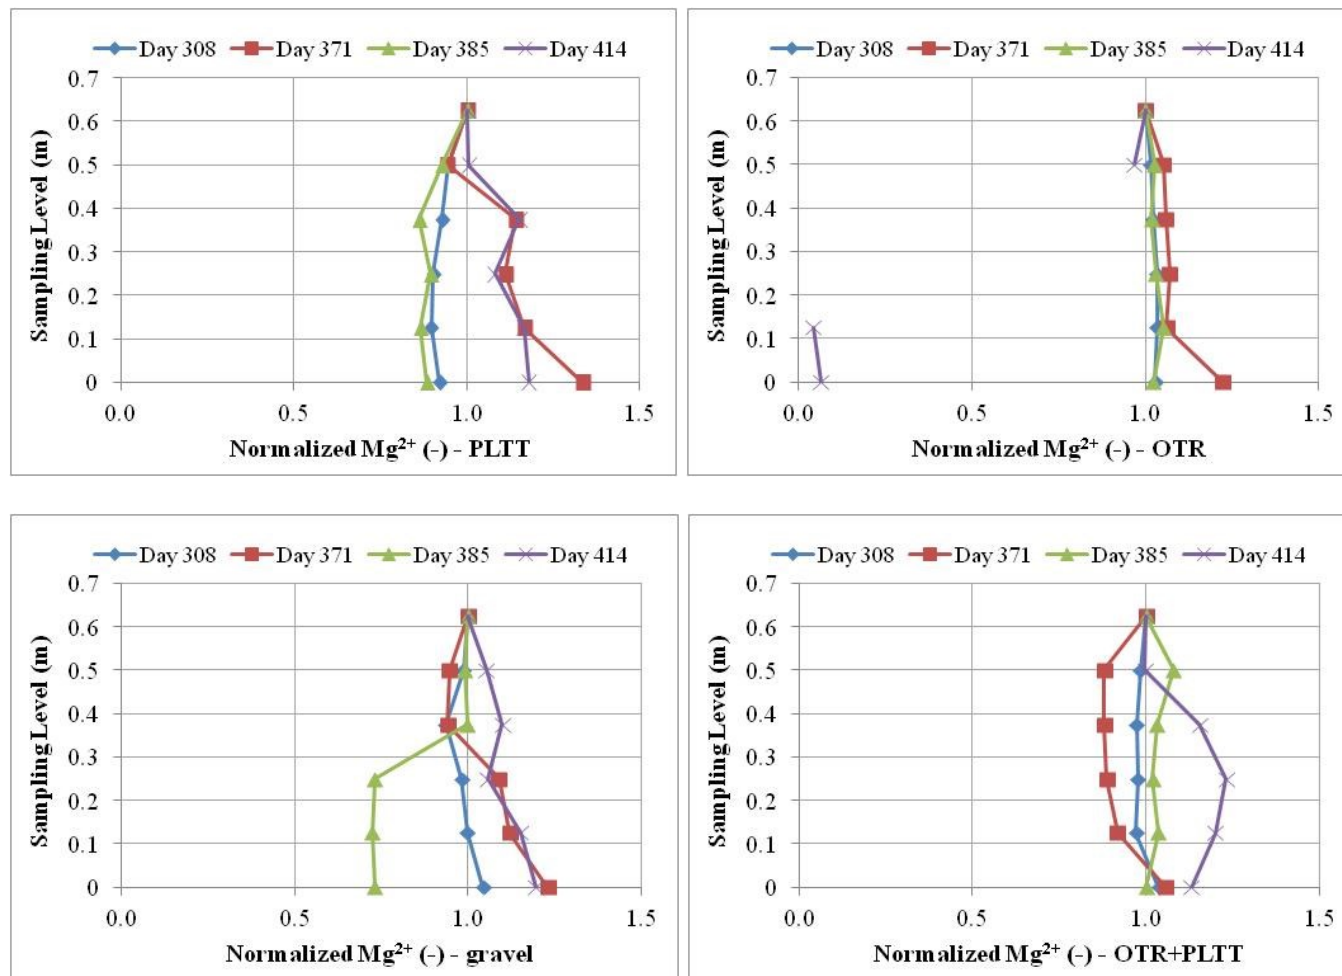 Day 308 Day 371 Day 385 Day 414
0.7
0.6
0.5
0.4
0.3
0.2
0.1
0
Sampling Level (m)
0.0 0.5 1.0 1.5
Normalized Mg²⁺ (-) - PLTT
Day 308 Day 371 Day 385 Day 414
0.7
0.6
0.5
0.4
0.3
0.2
0.1
0
Sampling Level (m)
0.0 0.5 1.0 1.5
Normalized Mg²⁺ (-) - OTR
Day 308 Day 371 Day 385 Day 414
0.7
0.6
0.5
0.4
0.3
0.2
0.1
0
Sampling Level (m)
0.0 0.5 1.0 1.5
Normalized Mg²⁺ (-) - gravel
Day 308 Day 371 Day 385 Day 414
0.7
0.6
0.5
0.4
0.3
0.2
0.1
0
Sampling Level (m)
0.0 0.5 1.0 1.5
Normalized Mg²⁺ (-) - OTR+PLTT